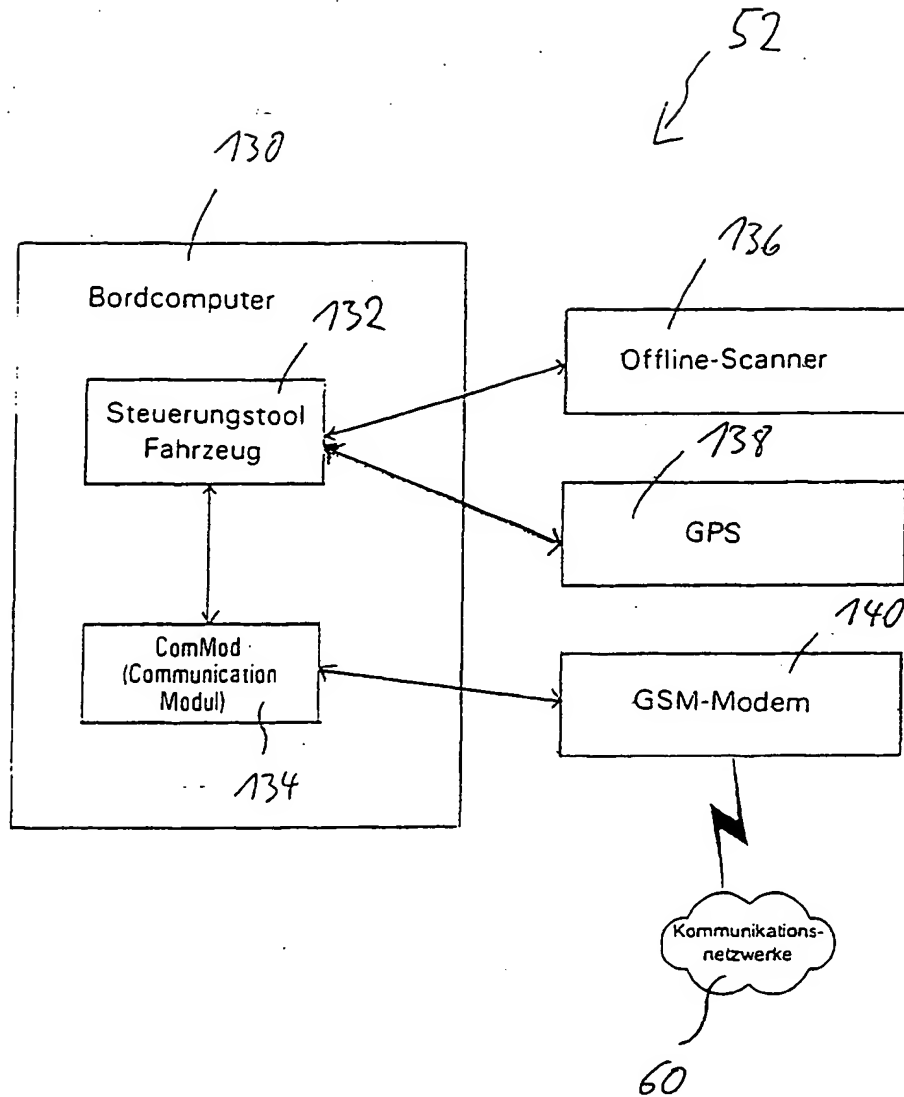 52
130
Bordcomputer
132
Steuerungstool
Fahrzeug
ComMod
(Communication
Modul)
134
136
Offline-Scanner
138
GPS
140
GSM-Modem
Kommunikations-
netzwerke
60